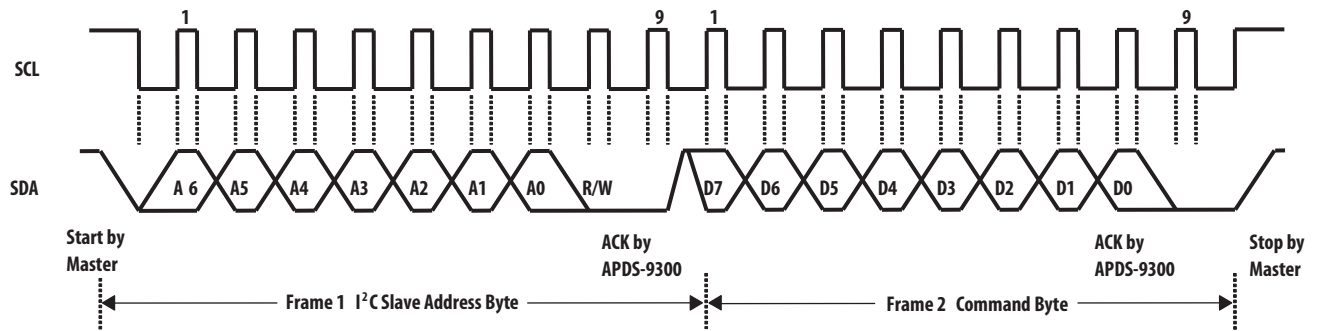 1 9 1 9
SCL
SDA
A 6 A5 A4 A3 A2 A1 A0 R/W D7 D6 D5 D4 D3 D2 D1 D0
Start by
Master
ACK by
APDS-9300
ACK by
APDS-9300
Stop by
Master
Frame 1 I²C Slave Address Byte
Frame 2 Command Byte